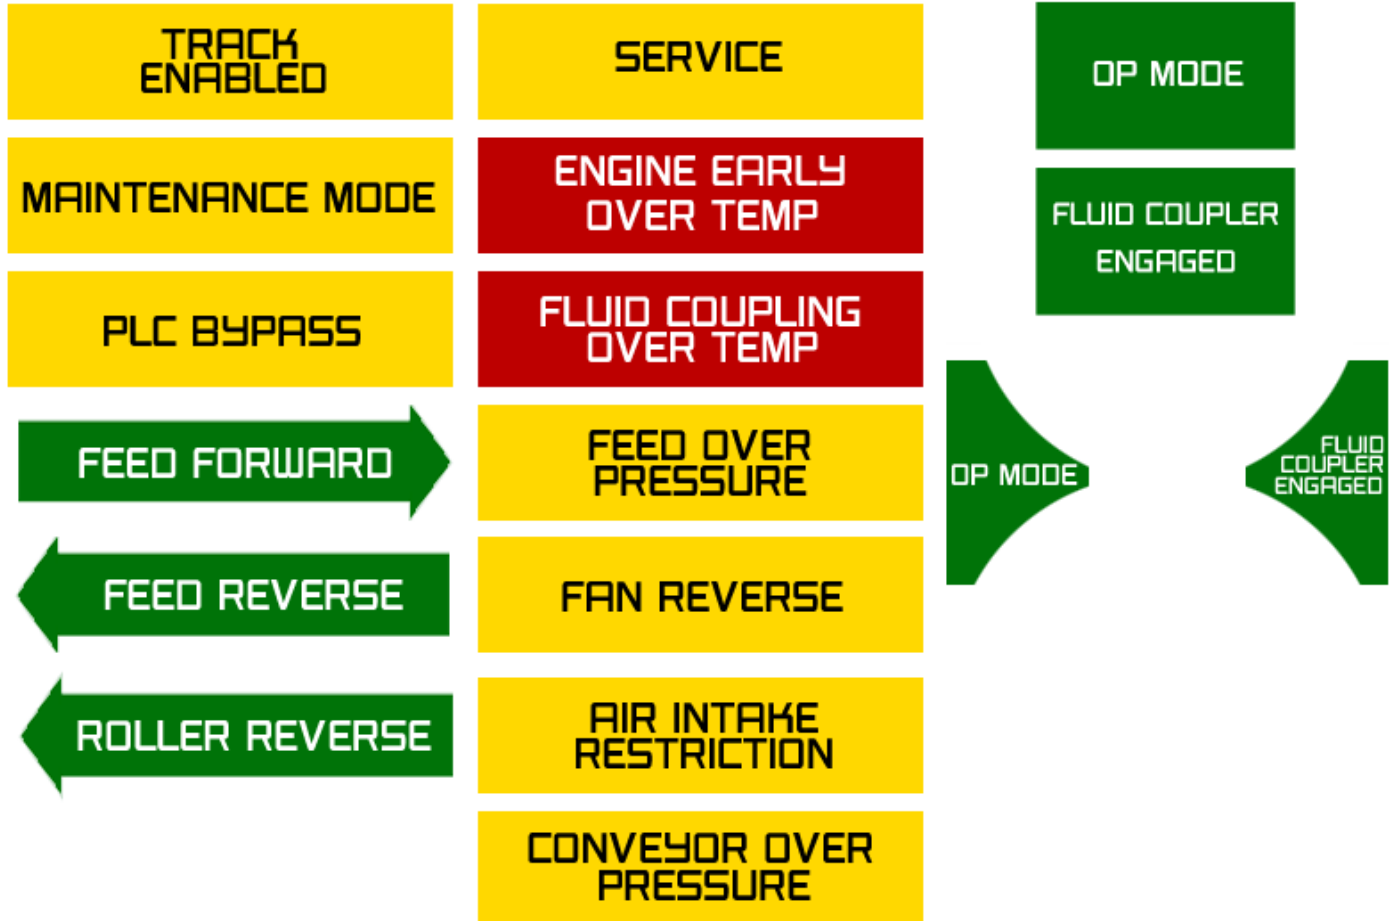 TRACK
ENABLED
MAINTENANCE MODE
PLC BYPASS
FEED FORWARD
FEED REVERSE
ROLLER REVERSE
SERVICE
ENGINE EARLY
OVER TEMP
FLUID COUPLING
OVER TEMP
FEED OVER
PRESSURE
FAN REVERSE
AIR INTAKE
RESTRICTION
CONVEYOR OVER
PRESSURE
OP MODE
FLUID COUPLER
ENGAGED
OP MODE
FLUID
COUPLER
ENGAGED